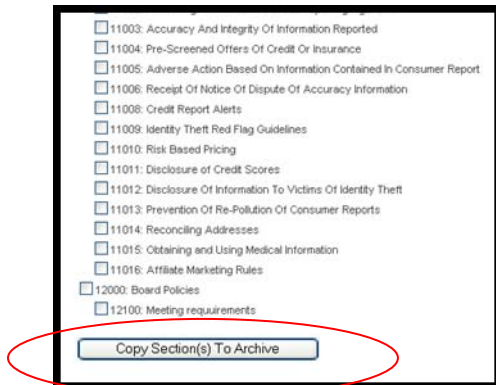 11003: Accuracy And Integrity Of Information Reported
11004: Pre-Screened Offers Of Credit Or Insurance
11005: Adverse Action Based On Information Contained In Consumer Report
11006: Receipt Of Notice Of Dispute Of Accuracy Information
11008: Credit Report Alerts
11009: Identity Theft Red Flag Guidelines
11010: Risk Based Pricing
11011: Disclosure of Credit Scores
11012: Disclosure Of Information To Victims Of Identity Theft
11013: Prevention Of Re-Pollution Of Consumer Reports
11014: Reconciling Addresses
11015: Obtaining and Using Medical Information
11016: Affiliate Marketing Rules
12000: Board Policies
12100: Meeting requuirements
Copy Section(s) To Archive